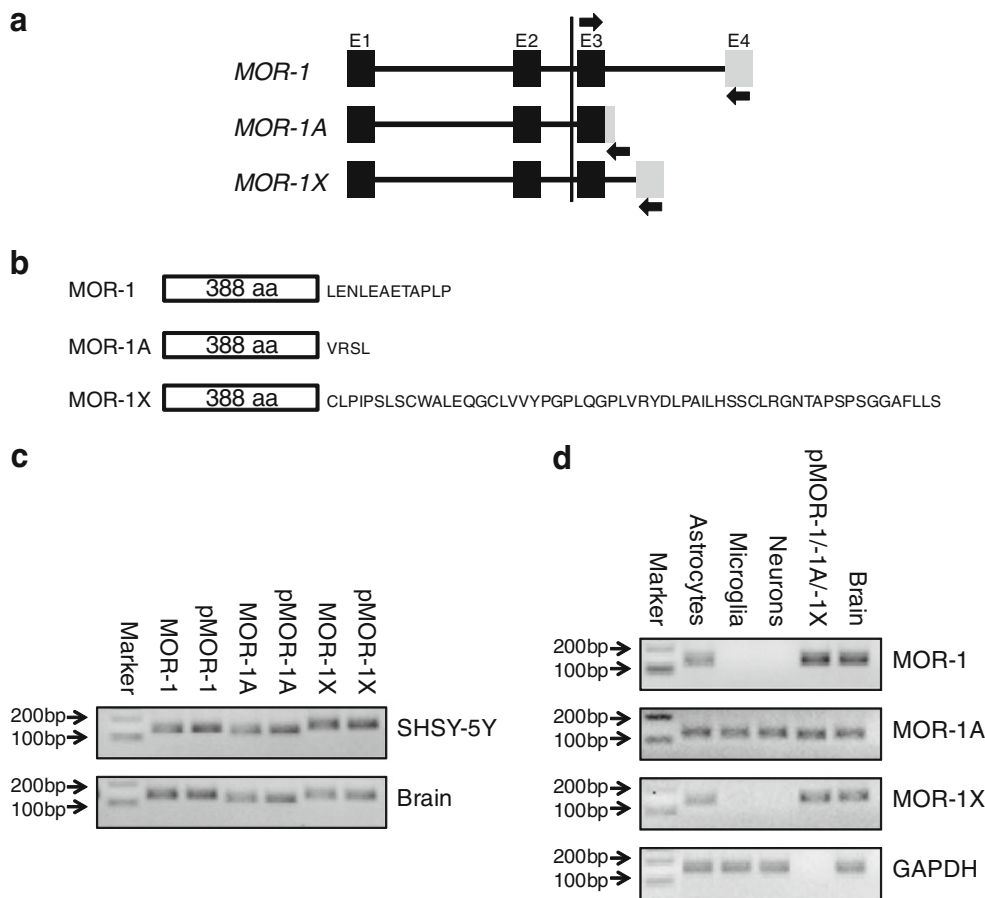 a
E1 E2 E3 E4
MOR-1
MOR-1A
MOR-1X
b
MOR-1 388 aa LENLEAETAPLP
MOR-1A 388 aa VRSL
MOR-1X 388 aa CLPIPSLSCWALEQGCLVVYPGPLQGPLVRYDLPAILHSSCLRGNTAPSPSGGAFLLS
c
Marker MOR-1 pMOR-1 MOR-1A pMOR-1A MOR-1X pMOR-1X
200bp
100bp
SHSY-5Y
200bp
100bp
Brain
d
Marker Astrocytes Microglia Neurons pMOR-1/-1A/-1X Brain
200bp
100bp
MOR-1
200bp
100bp
MOR-1A
200bp
100bp
MOR-1X
200bp
100bp
GAPDH